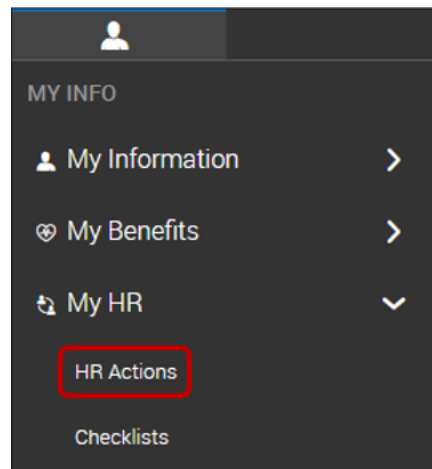 MY INFO
My Information
My Benefits
My HR
HR Actions
Checklists